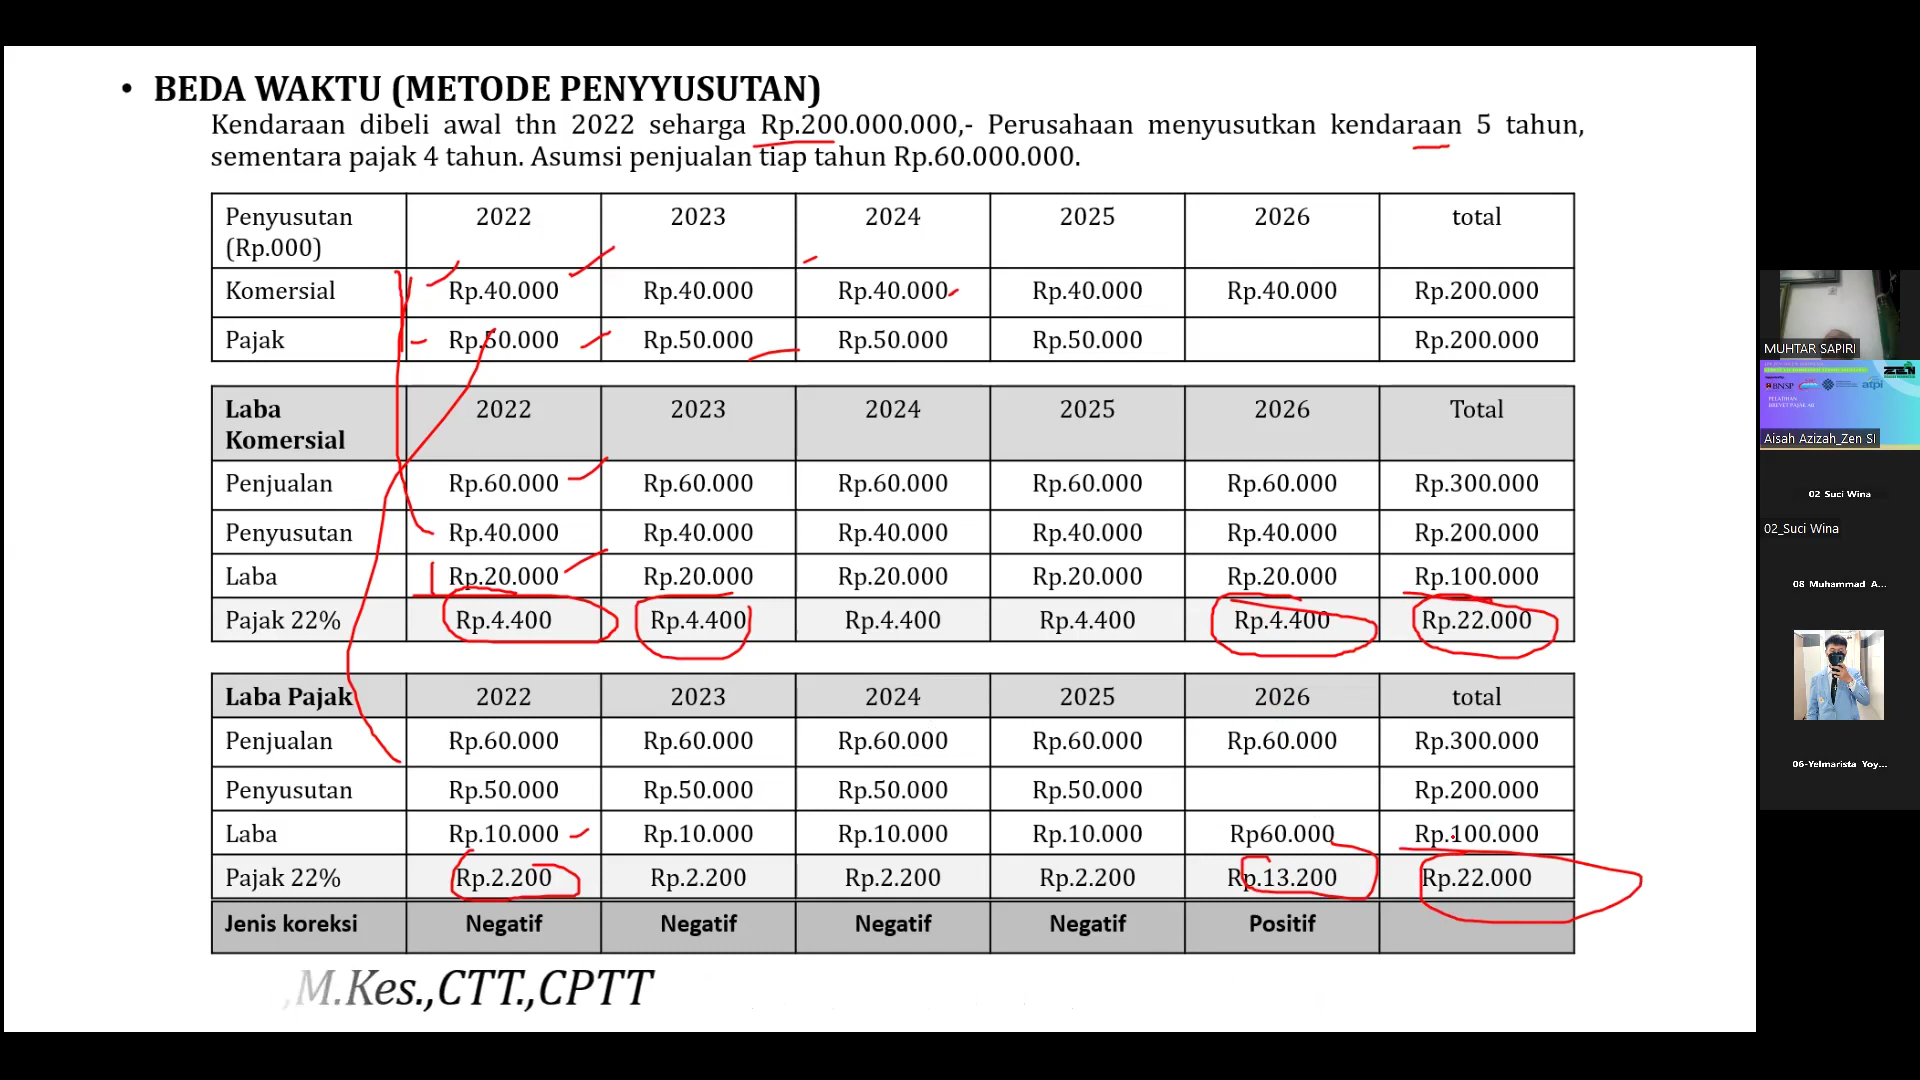 • BEDA WAKTU (METODE PENYYUSUTAN)
Kendaraan dibeli awal thn 2022 seharga Rp.200.000.000,- Perusahaan menyusutkan kendaraan 5 tahun,
sementara pajak 4 tahun. Asumsi penjualan tiap tahun Rp.60.000.000.
Penyusutan (Rp.000) 2022 2023 2024 2025 2026 total
Komersial Rp.40.000 Rp.40.000 Rp.40.000 Rp.40.000 Rp.40.000 Rp.200.000
Pajak Rp.50.000 Rp.50.000 Rp.50.000 Rp.50.000 Rp.200.000
Laba Komersial 2022 2023 2024 2025 2026 Total
Penjualan Rp.60.000 Rp.60.000 Rp.60.000 Rp.60.000 Rp.60.000 Rp.300.000
Penyusutan Rp.40.000 Rp.40.000 Rp.40.000 Rp.40.000 Rp.40.000 Rp.200.000
Laba Rp.20.000 Rp.20.000 Rp.20.000 Rp.20.000 Rp.20.000 Rp.100.000
Pajak 22% Rp.4.400 Rp.4.400 Rp.4.400 Rp.4.400 Rp.4.400 Rp.22.000
Laba Pajak 2022 2023 2024 2025 2026 total
Penjualan Rp.60.000 Rp.60.000 Rp.60.000 Rp.60.000 Rp.60.000 Rp.300.000
Penyusutan Rp.50.000 Rp.50.000 Rp.50.000 Rp.50.000 Rp.200.000
Laba Rp.10.000 Rp.10.000 Rp.10.000 Rp.10.000 Rp60.000 Rp.100.000
Pajak 22% Rp.2.200 Rp.2.200 Rp.2.200 Rp.2.200 Rp.13.200 Rp.22.000
Jenis koreksi Negatif Negatif Negatif Negatif Positif
,M.Kes.,CTT.,CPTT
MUHTAR SAPIRI
ZEN
BNSP
atpi
PELATIHAN
BREVET PAJAK AB
Aisah Azizah_Zen SI
02 Suci Wina
02_Suci Wina
08 Muhammad A...
06-Yelmarista Yoy...